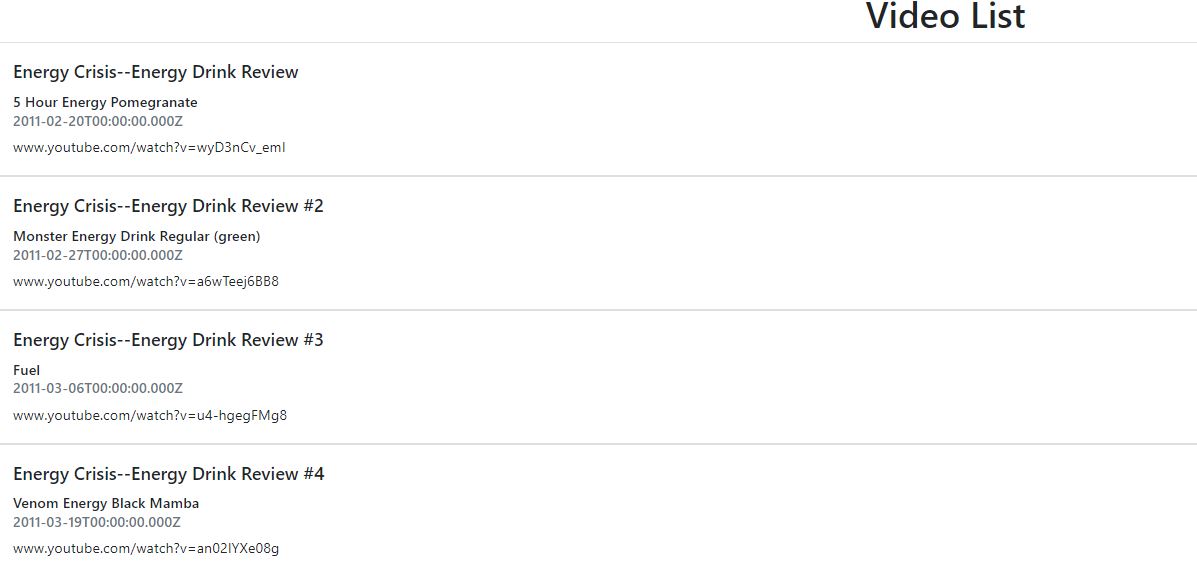 Video List
Energy Crisis--Energy Drink Review
5 Hour Energy Pomegranate
2011-02-20T00:00:00.000Z
www.youtube.com/watch?v=wyD3nCv_emI
Energy Crisis--Energy Drink Review #2
Monster Energy Drink Regular (green)
2011-02-27T00:00:00.000Z
www.youtube.com/watch?v=a6wTeej6BB8
Energy Crisis--Energy Drink Review #3
Fuel
2011-03-06T00:00:00.000Z
www.youtube.com/watch?v=u4-hgegFMg8
Energy Crisis--Energy Drink Review #4
Venom Energy Black Mamba
2011-03-19T00:00:00.000Z
www.youtube.com/watch?v=an02IYXe08g